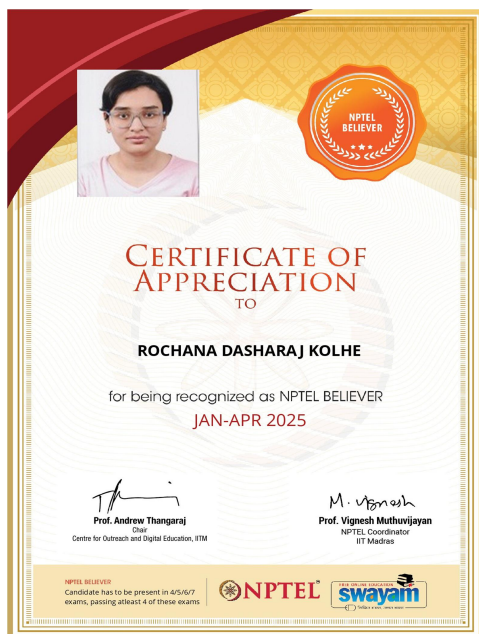 NPTEL
BELIEVER
CERTIFICATE OF
APPRECIATION
TO
ROCHANA DASHARAJ KOLHE
for being recognized as NPTEL BELIEVER
JAN-APR 2025
M. Vignesh
Prof. Andrew Thangaraj
Chair
Centre for Outreach and Digital Education, IITM
Prof. Vignesh Muthuvijayan
NPTEL Coordinator
IIT Madras
NPTEL BELIEVER
Candidate has to be present in 4/5/6/7
exams, passing atleast 4 of these exams
NPTEL
FREE ONLINE EDUCATION
swayam